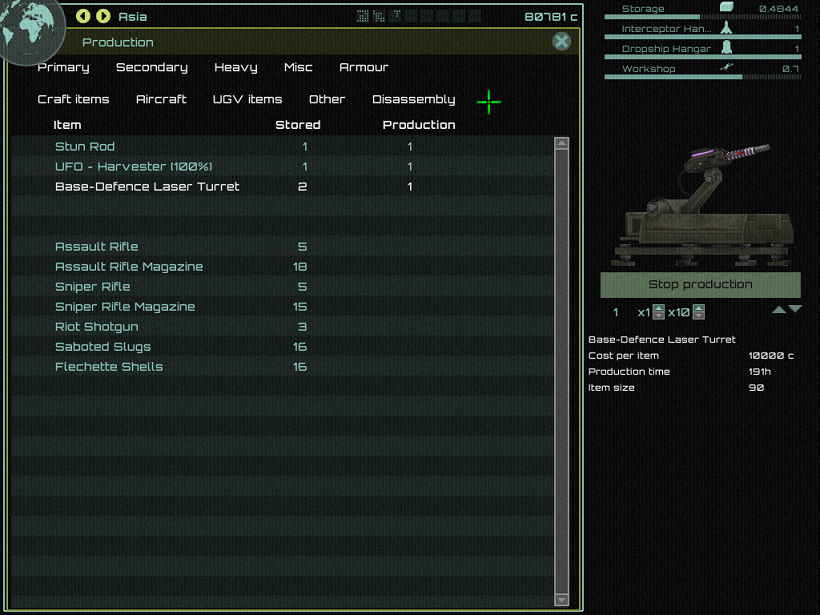 Asia 80781 c
Production
Primary Secondary Heavy Misc Armour
Craft items Aircraft UGV items Other Disassembly
Item Stored Production
Stun Rod 1 1
UFO - Harvester (100%) 1 1
Base-Defence Laser Turret 2 1
Assault Rifle 5
Assault Rifle Magazine 18
Sniper Rifle 5
Sniper Rifle Magazine 15
Riot Shotgun 3
Saboted Slugs 16
Flechette Shells 16
Storage 0.4844
Interceptor Han... 1
Dropship Hangar 1
Workshop 0.7
Stop production
1 x1 x10
Base-Defence Laser Turret
Cost per item 10000 c
Production time 191h
Item size 90